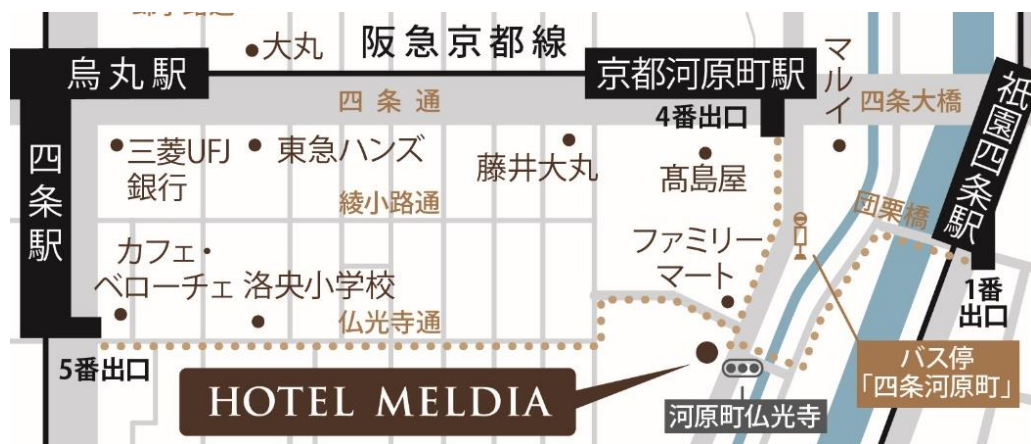 大丸
阪急京都線
マルイ
烏丸駅
京都河原町駅
祇園四条駅
四条通
4番出口
四条大橋
三菱UFJ
銀行
東急ハンズ
藤井大丸
髙島屋
四条駅
綾小路通
団栗橋
カフェ・
ベローチェ
洛央小学校
ファミリー
マート
仏光寺通
1番
出口
5番出口
バス停
「四条河原町」
HOTEL MELDIA
河原町仏光寺